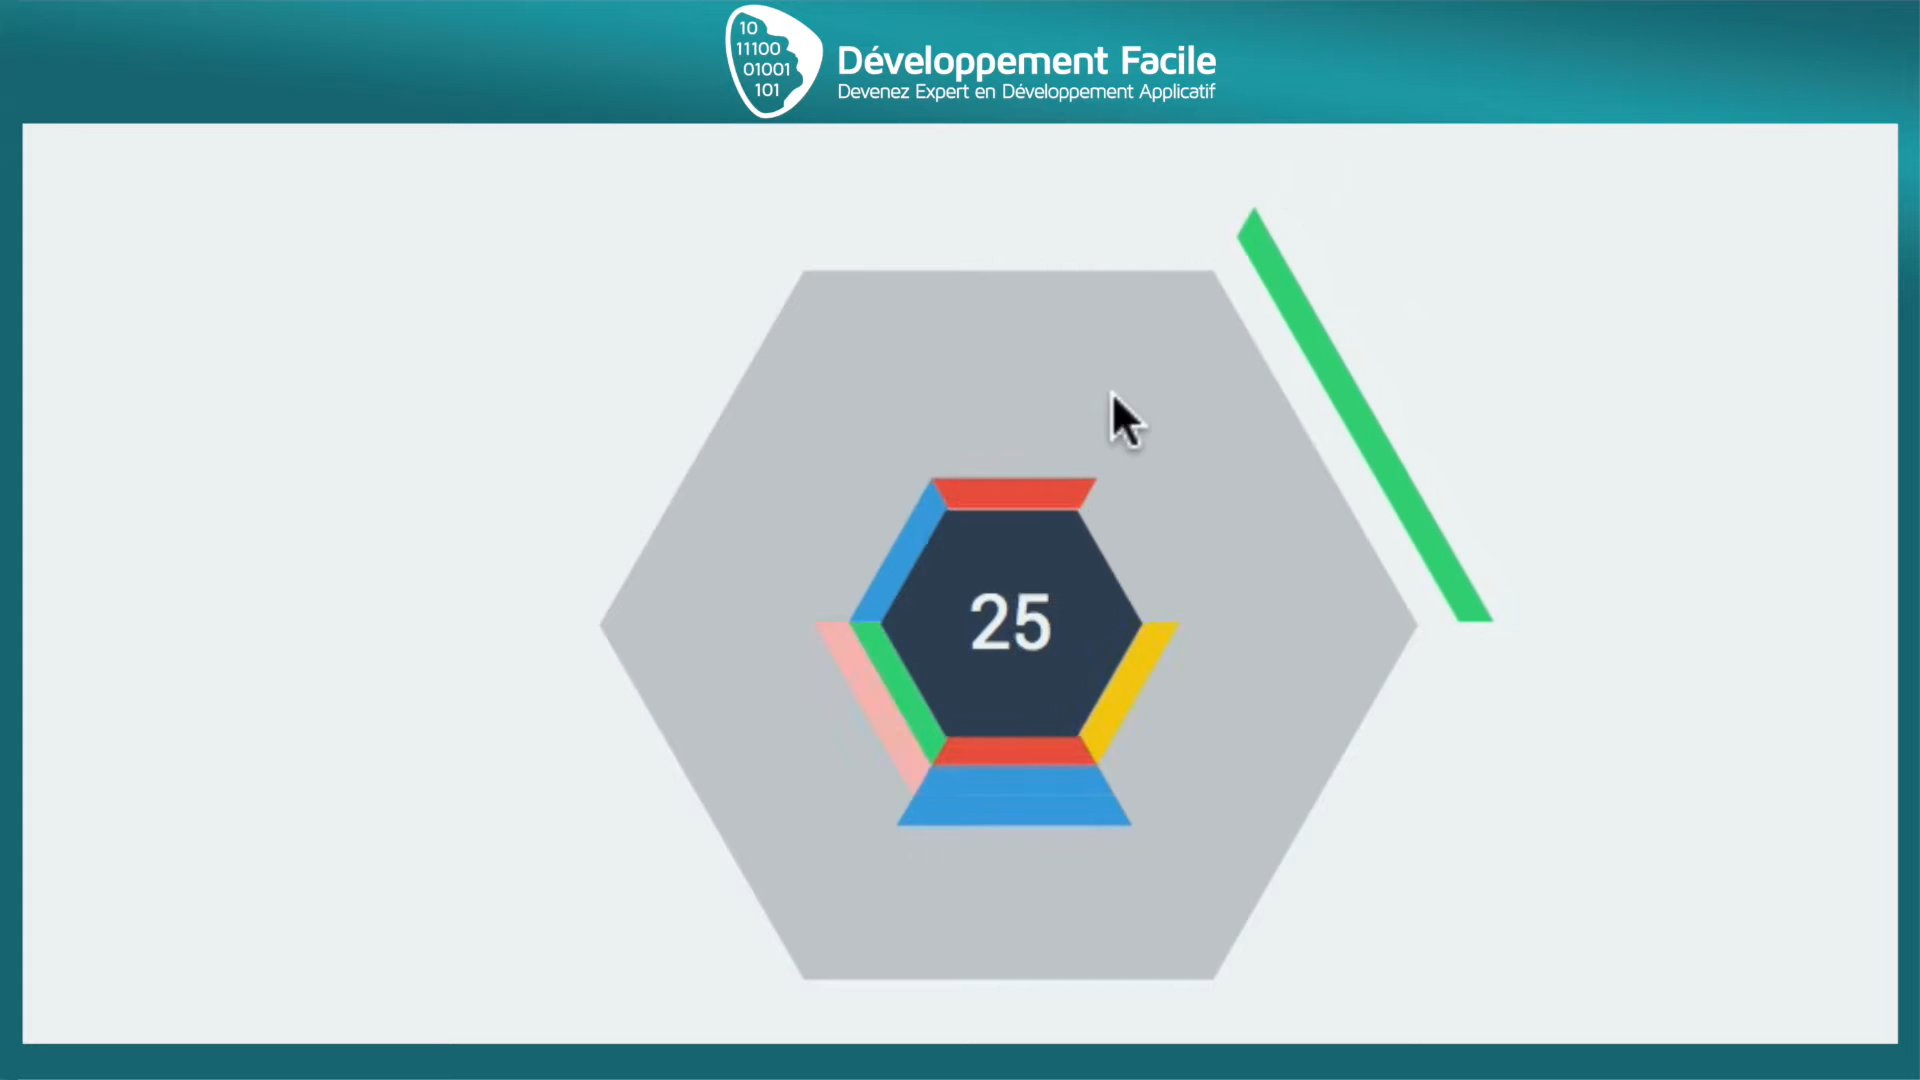 10
11100
01001
101
Développement Facile
Devenez Expert en Développement Applicatif
25